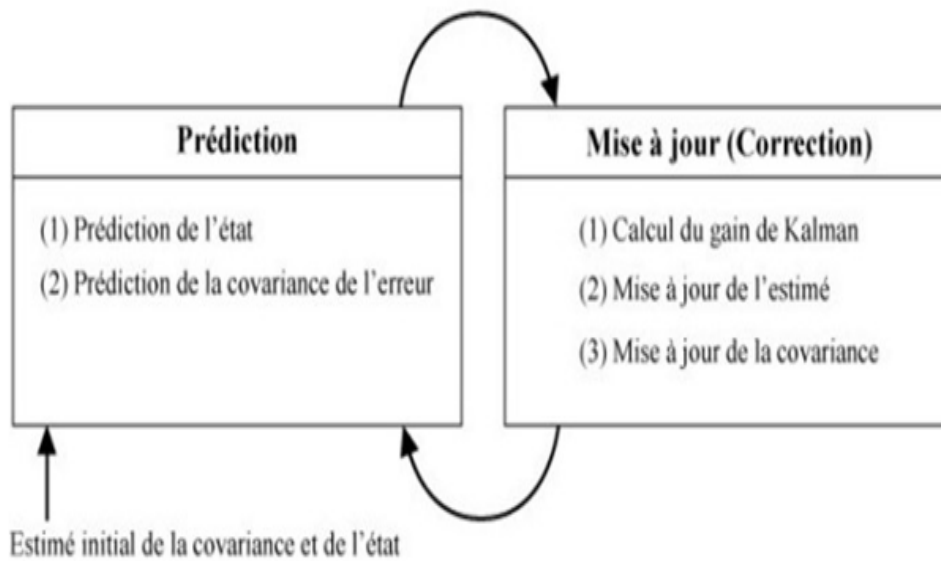 Prédiction
(1) Prédiction de l'état
(2) Prédiction de la covariance de l'erreur
Mise à jour (Correction)
(1) Calcul du gain de Kalman
(2) Mise à jour de l'estimé
(3) Mise à jour de la covariance
Estimé initial de la covariance et de l'état